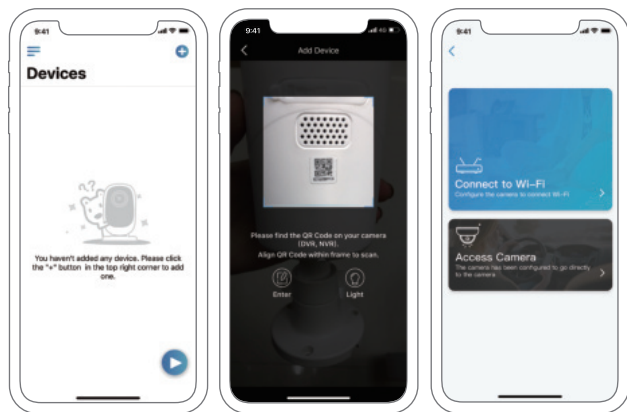 9:41
Devices
You haven't added any device. Please click
the "+" button in the top right corner to add
one.
9:41
4G
Add Device
Please find the QR Code on your camera
(DVR, NVR).
Align QR Code within frame to scan.
Enter
Light
9:41
Connect to Wi-Fi
Configure the camera to connect Wi-Fi
Access Camera
The camera has been configured to go directly
to the camera